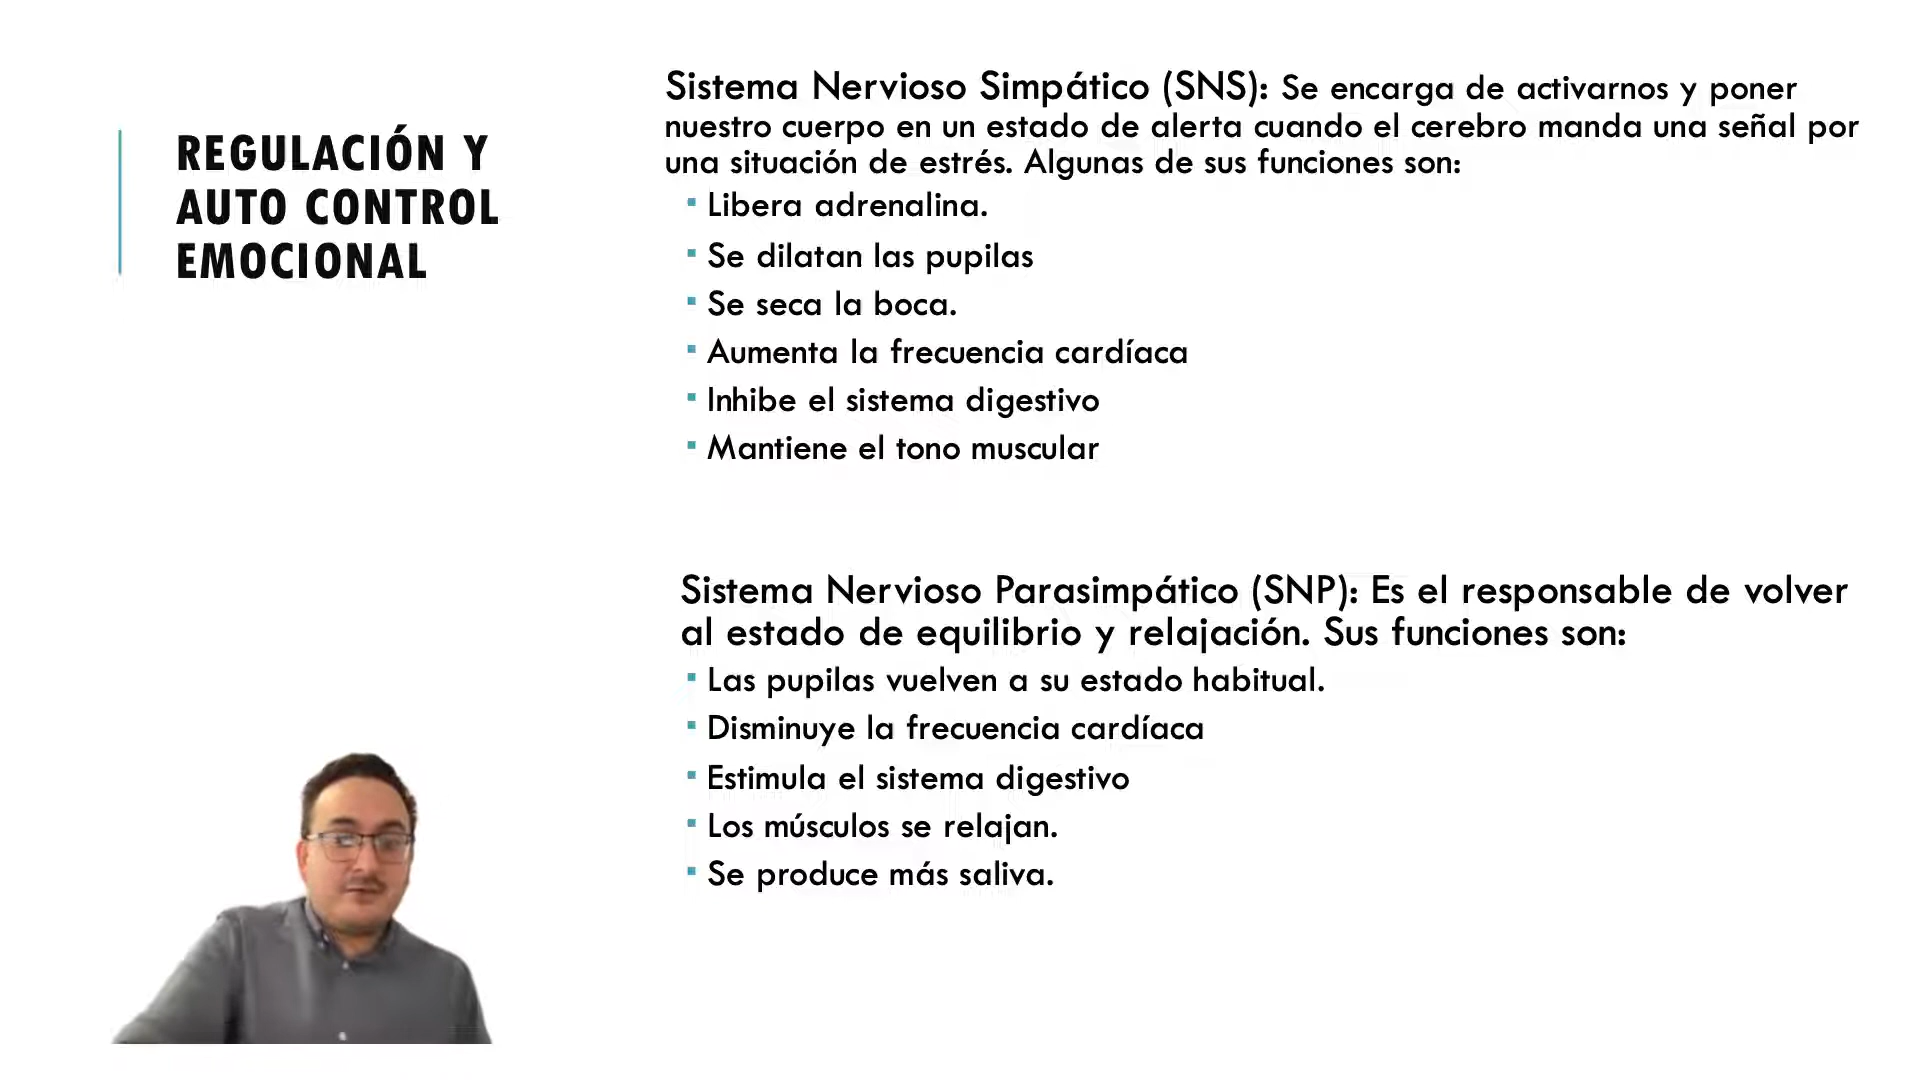 REGULACIÓN Y
AUTO CONTROL
EMOCIONAL
Sistema Nervioso Simpático (SNS): Se encarga de activarnos y poner
nuestro cuerpo en un estado de alerta cuando el cerebro manda una señal por
una situación de estrés. Algunas de sus funciones son:
Libera adrenalina.
Se dilatan las pupilas
Se seca la boca.
Aumenta la frecuencia cardíaca
Inhibe el sistema digestivo
Mantiene el tono muscular
Sistema Nervioso Parasimpático (SNP): Es el responsable de volver
al estado de equilibrio y relajación. Sus funciones son:
Las pupilas vuelven a su estado habitual.
Disminuye la frecuencia cardíaca
Estimula el sistema digestivo
Los músculos se relajan.
Se produce más saliva.